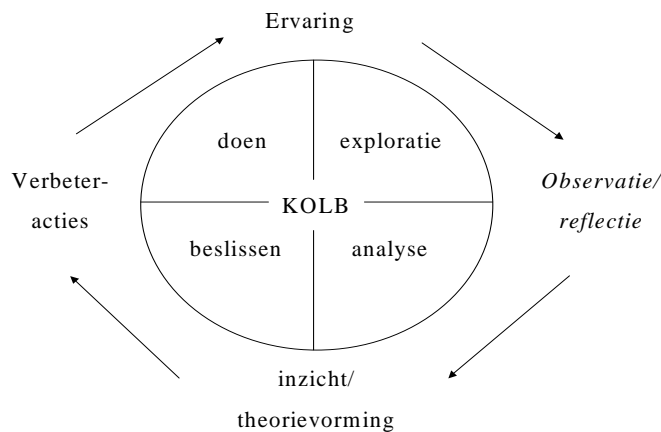 Ervaring
doen
exploratie
Verbeter-
acties
Observatie/
reflectie
KOLB
beslissen
analyse
inzicht/
theorievorming